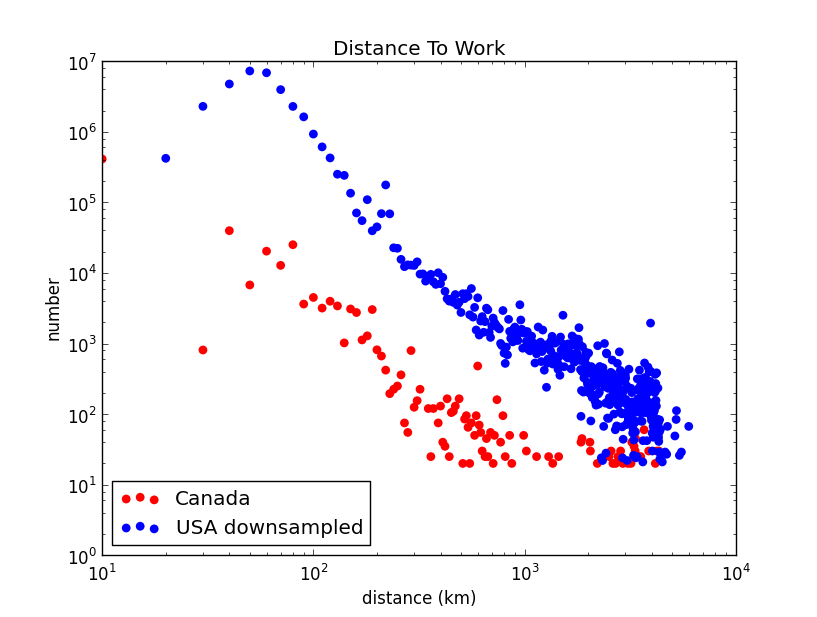 Distance To Work
10^7
10^6
10^5
10^4
10^3
10^2
10^1
10^0
number
Canada
USA downsampled
10^1 10^2 10^3 10^4
distance (km)